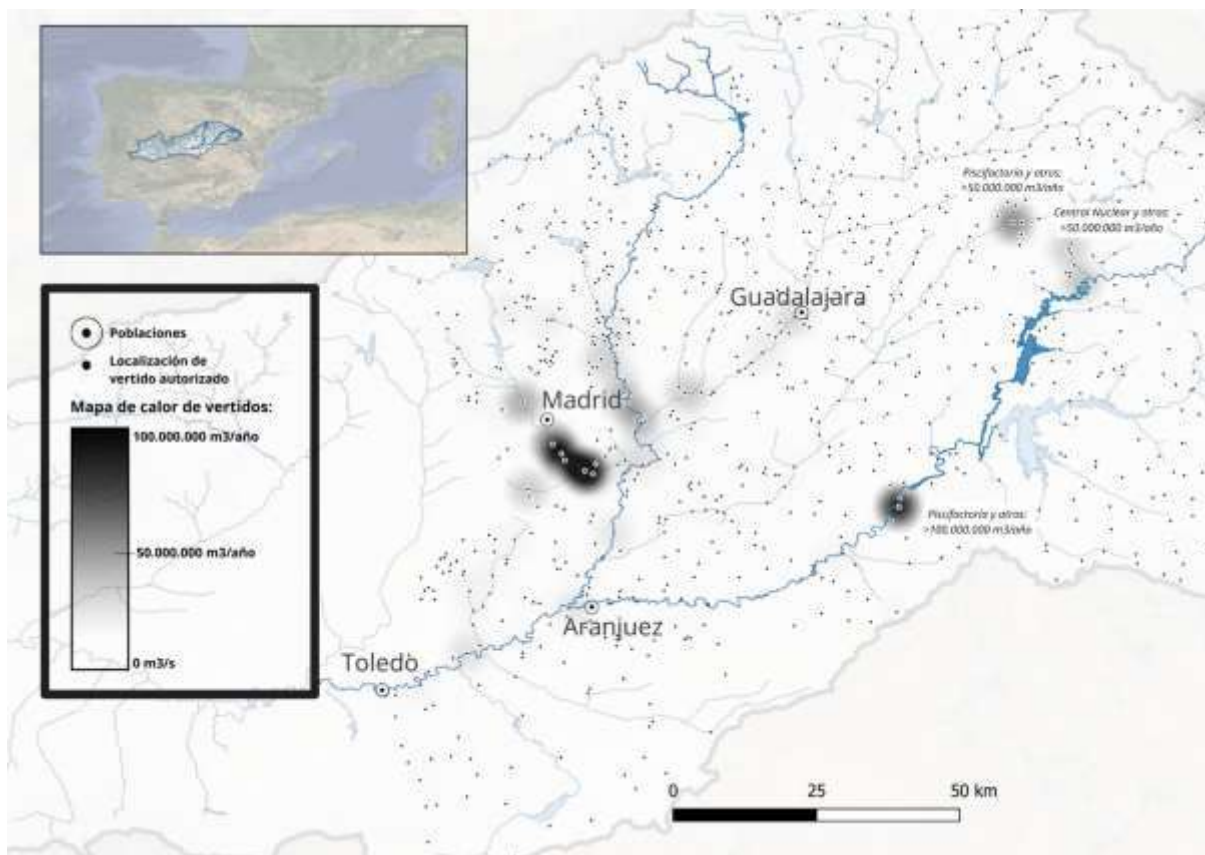 Piscifactoría y otros:
>50.000.000 m3/año
Central Nuclear y otros:
>50.000.000 m3/año
Guadalajara
Poblaciones
Localización de
vertido autorizado
Mapa de calor de vertidos:
100.000.000 m3/año
50.000.000 m3/año
0 m3/s
Madrid
Piscifactoría y otros:
>100.000.000 m3/año
Aranjuez
Toledo
0 25 50 km